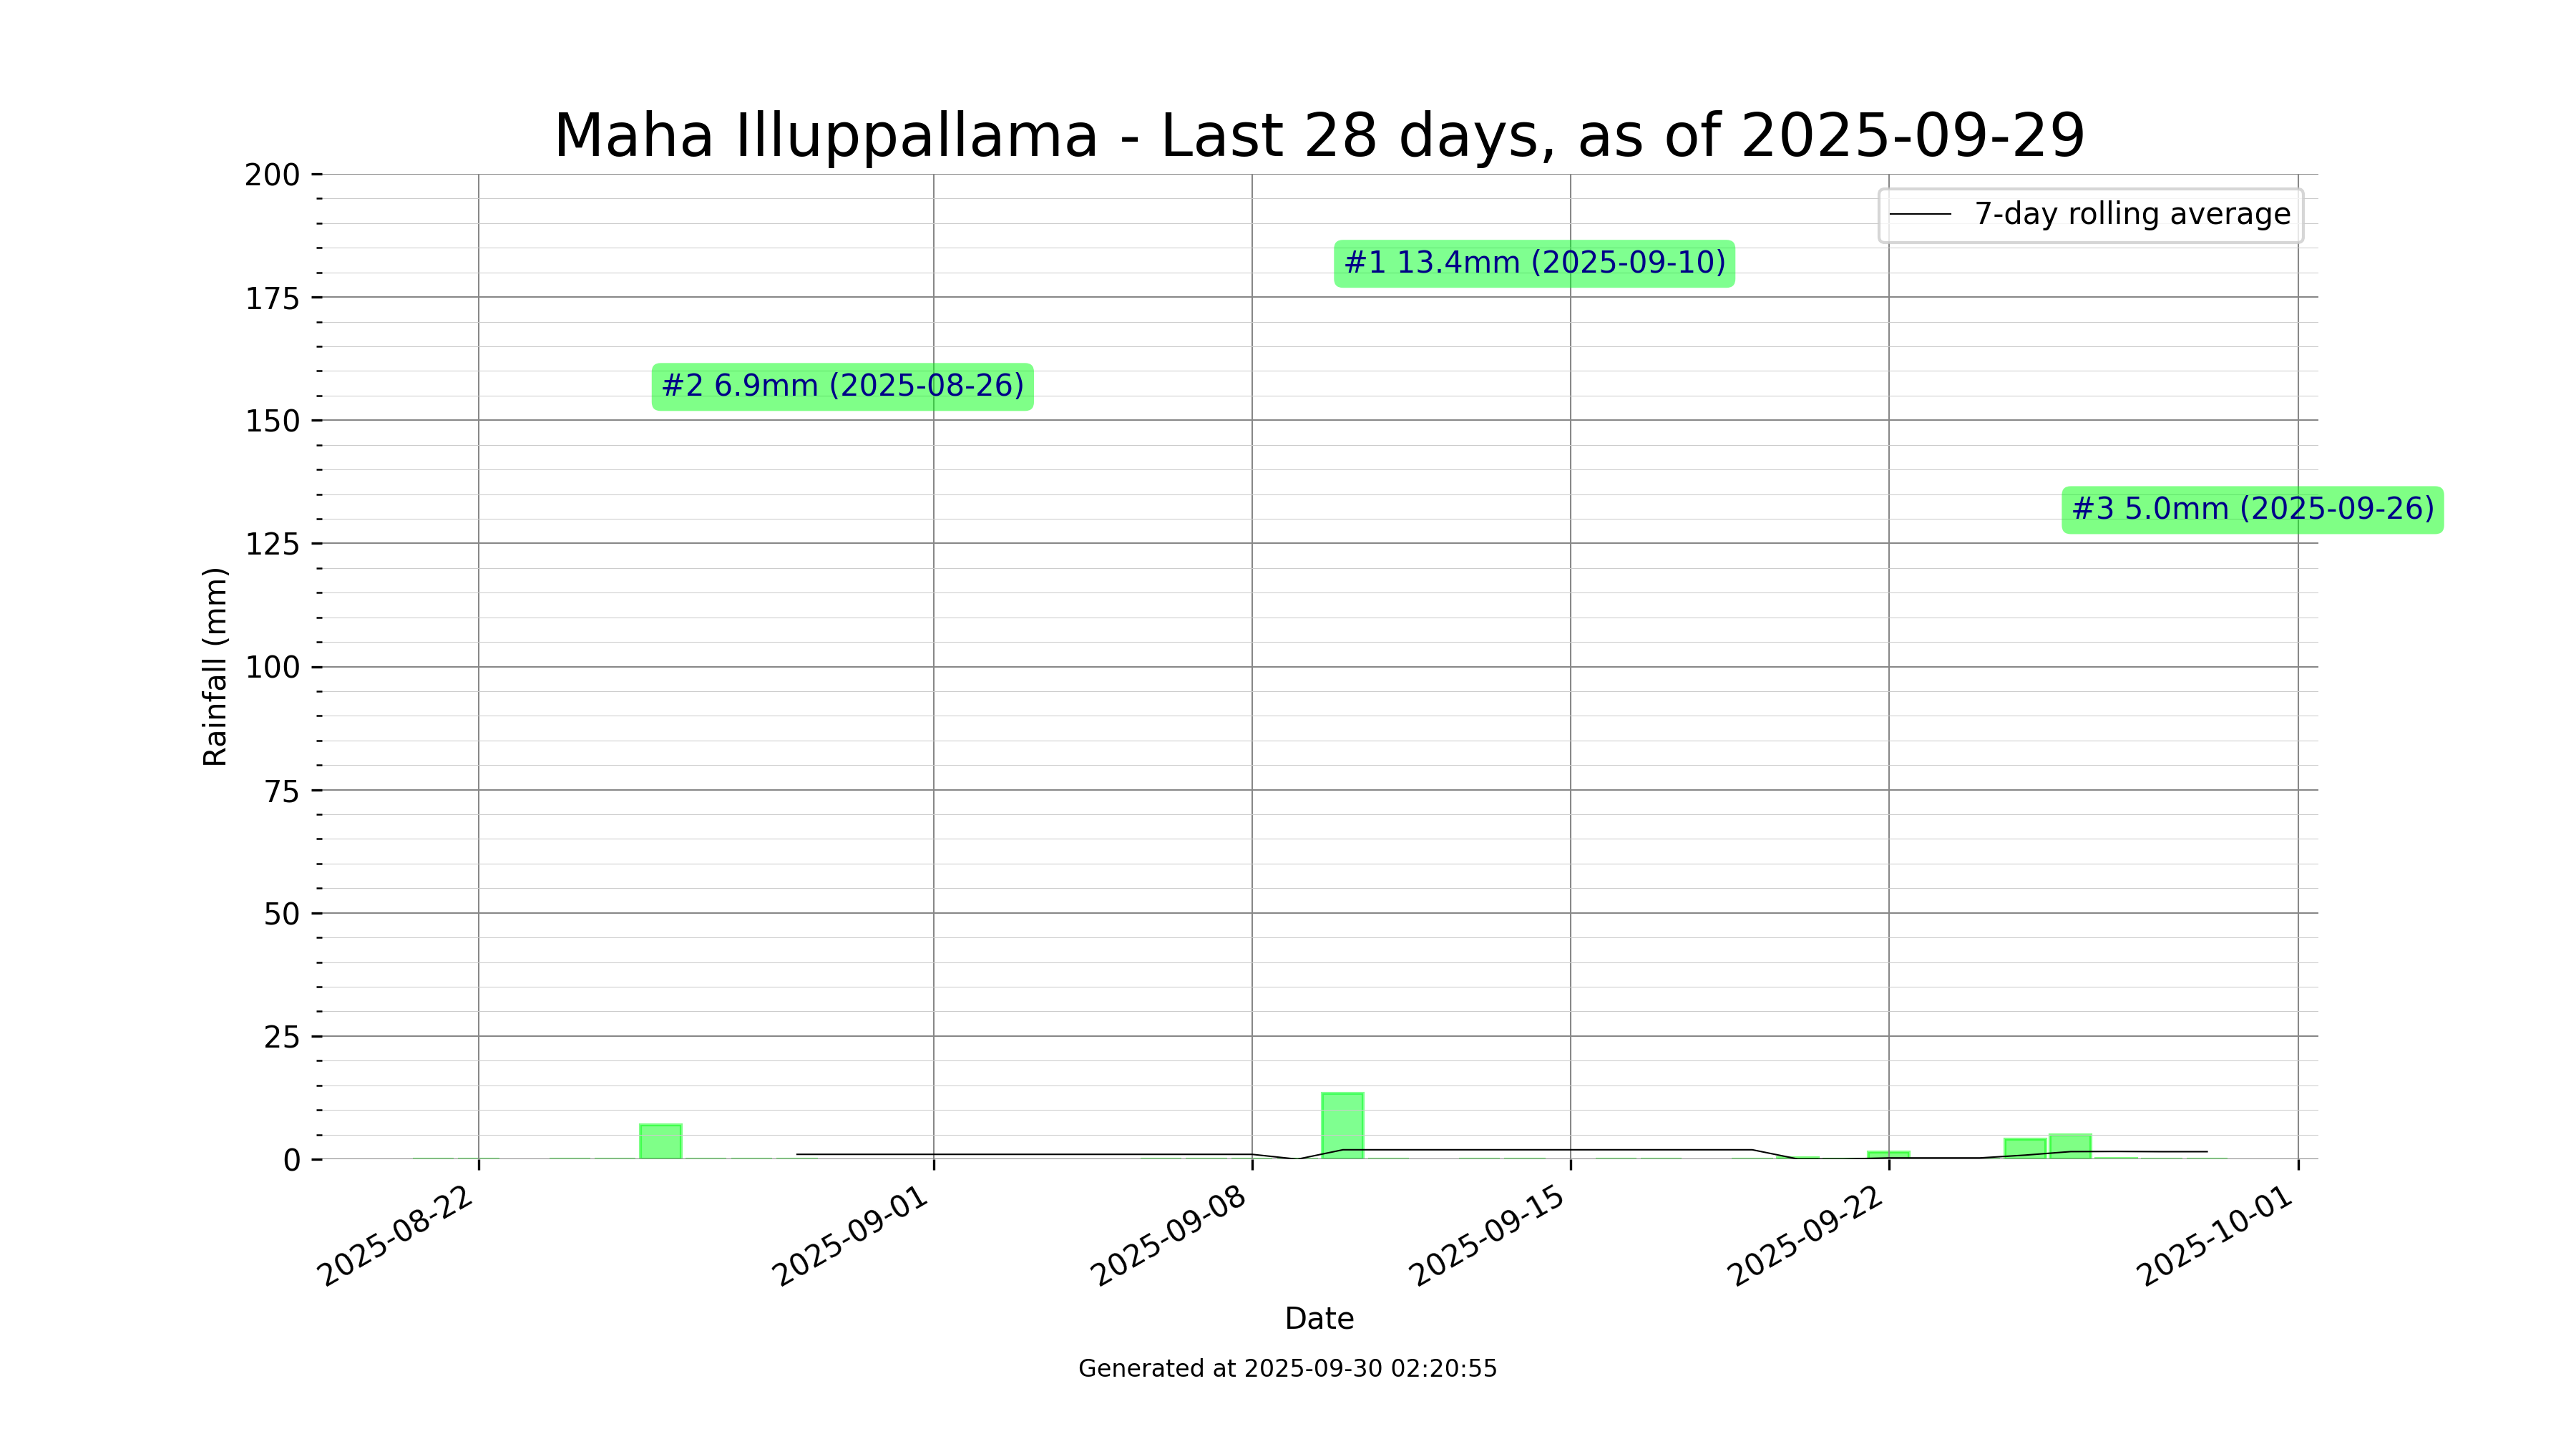 Maha Illuppallama - Last 28 days, as of 2025-09-29
200
175
150
125
100
75
50
25
0
Rainfall (mm)
7-day rolling average
#1 13.4mm (2025-09-10)
#2 6.9mm (2025-08-26)
#3 5.0mm (2025-09-26)
2025-08-22
2025-09-01
2025-09-08
2025-09-15
2025-09-22
2025-10-01
Date
Generated at 2025-09-30 02:20:55